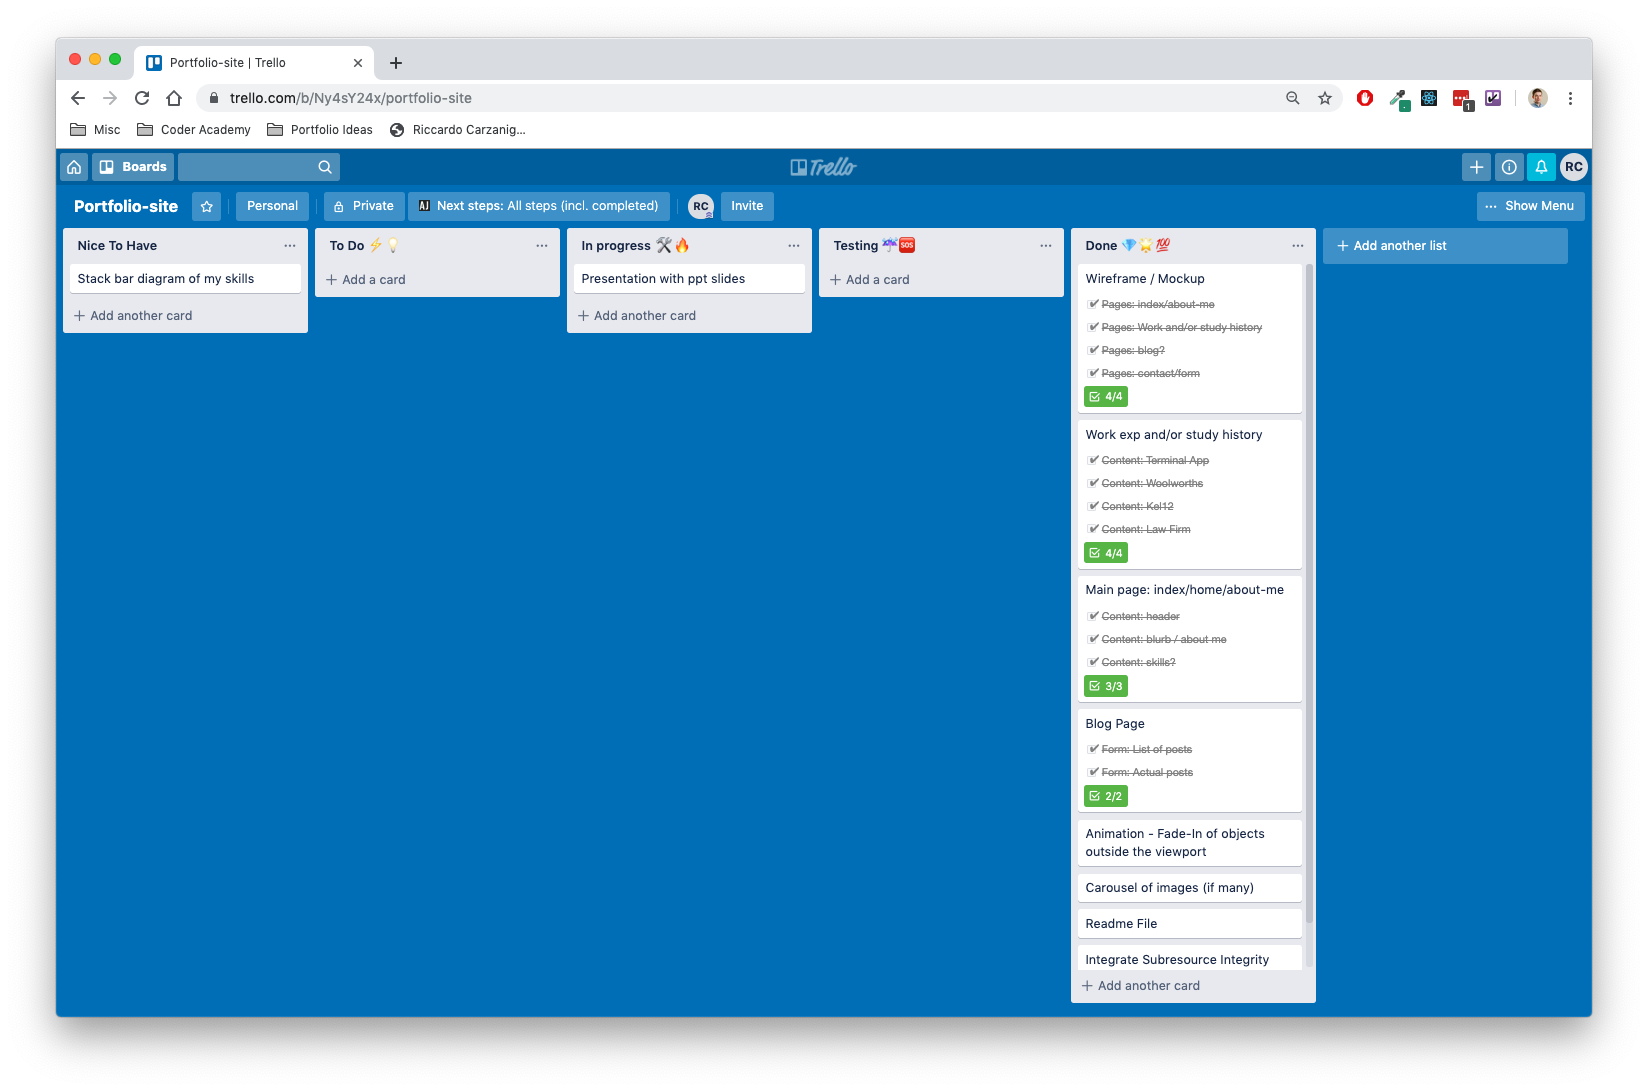 Portfolio-site | Trello
trello.com/b/Ny4sY24x/portfolio-site
1
Misc
Coder Academy
Portfolio Ideas
Riccardo Carzanig...
Boards
Trello
RC
Portfolio-site
Personal
Private
Next steps: All steps (incl. completed)
RC
Invite
... Show Menu
Nice To Have
Stack bar diagram of my skills
+ Add another card
To Do ⚡💡
+ Add a card
In progress 🛠🔥
Presentation with ppt slides
+ Add another card
Testing ☔🆘
+ Add a card
Done 💎🌟💯
Wireframe / Mockup
Pages: index/about-me
Pages: Work and/or study history
Pages: blog?
Pages: contact/form
4/4
Work exp and/or study history
Content: Terminal App
Content: Woolworths
Content: Kel12
Content: Law Firm
4/4
Main page: index/home/about-me
Content: header
Content: blurb / about me
Content: skills?
3/3
Blog Page
Form: List of posts
Form: Actual posts
2/2
Animation - Fade-In of objects
outside the viewport
Carousel of images (if many)
Readme File
Integrate Subresource Integrity
+ Add another card
+ Add another list